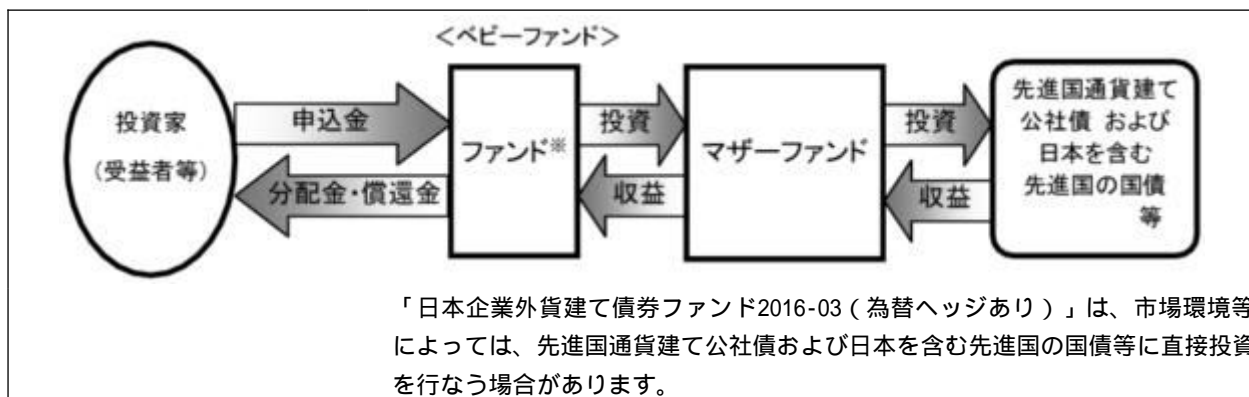 ＜ベビーファンド＞
投資家
（受益者等）
申込金
分配金・償還金
ファンド※
投資
収益
マザーファンド
投資
収益
先進国通貨建て
公社債 および
日本を含む
先進国の国債
等
「日本企業外貨建て債券ファンド2016-03（為替ヘッジあり）」は、市場環境等
によっては、先進国通貨建て公社債および日本を含む先進国の国債等に直接投資
を行なう場合があります。